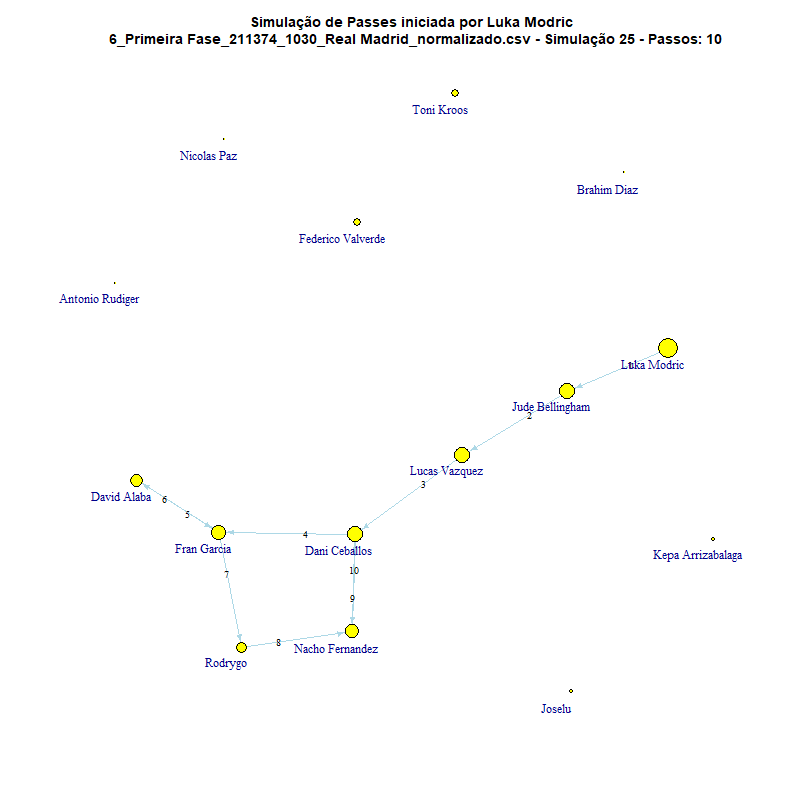 Simulação de Passes iniciada por Luka Modric
6_Primeira Fase_211374_1030_Real Madrid_normalizado.csv - Simulação 25 - Passos: 10
Toni Kroos
Nicolas Paz
Brahim Diaz
Federico Valverde
Antonio Rudiger
Luka Modric
Jude Bellingham
2
Lucas Vazquez
3
David Alaba
6
5
4
Fran Garcia
Dani Ceballos
Kepa Arrizabalaga
7
10
9
8
Nacho Fernandez
Rodrygo
Joselu